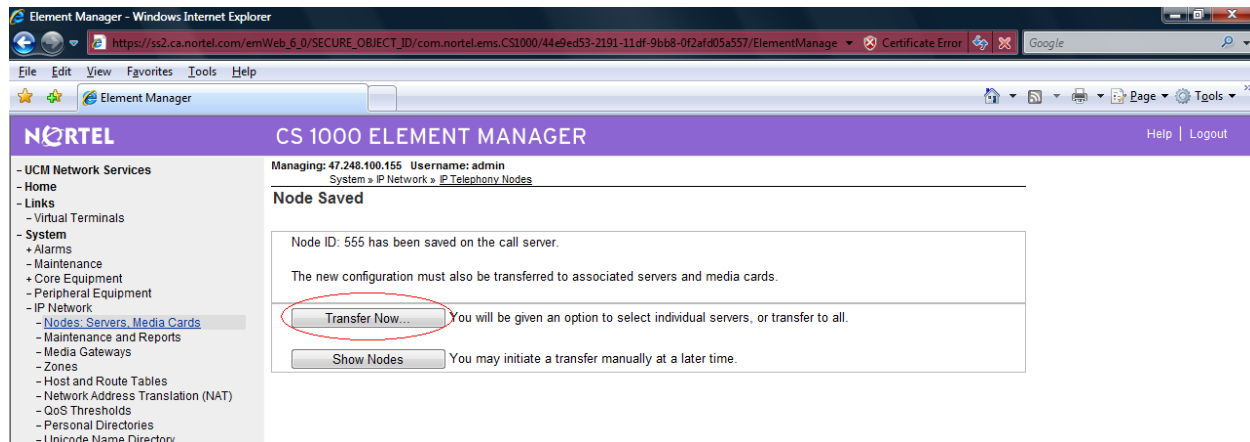 Element Manager - Windows Internet Explorer
https://ss2.ca.nortel.com/emWeb_6_0/SECURE_OBJECT_ID/com.nortel.ems.CS1000/44e9ed53-2191-11df-9bb8-0f2afd05a557/ElementManage Certificate Error Google
File Edit View Favorites Tools Help
Element Manager Page Tools
NORTEL CS 1000 ELEMENT MANAGER Help | Logout
Managing: 47.248.100.155 Username: admin
System » IP Network » IP Telephony Nodes
Node Saved
- UCM Network Services
- Home
- Links
- Virtual Terminals
- System
+ Alarms
- Maintenance
+ Core Equipment
- Peripheral Equipment
- IP Network
- Nodes: Servers, Media Cards
- Maintenance and Reports
- Media Gateways
- Zones
- Host and Route Tables
- Network Address Translation (NAT)
- QoS Thresholds
- Personal Directories
- Unicode Name Directory
Node ID: 555 has been saved on the call server.
The new configuration must also be transferred to associated servers and media cards.
Transfer Now... You will be given an option to select individual servers, or transfer to all.
Show Nodes You may initiate a transfer manually at a later time.